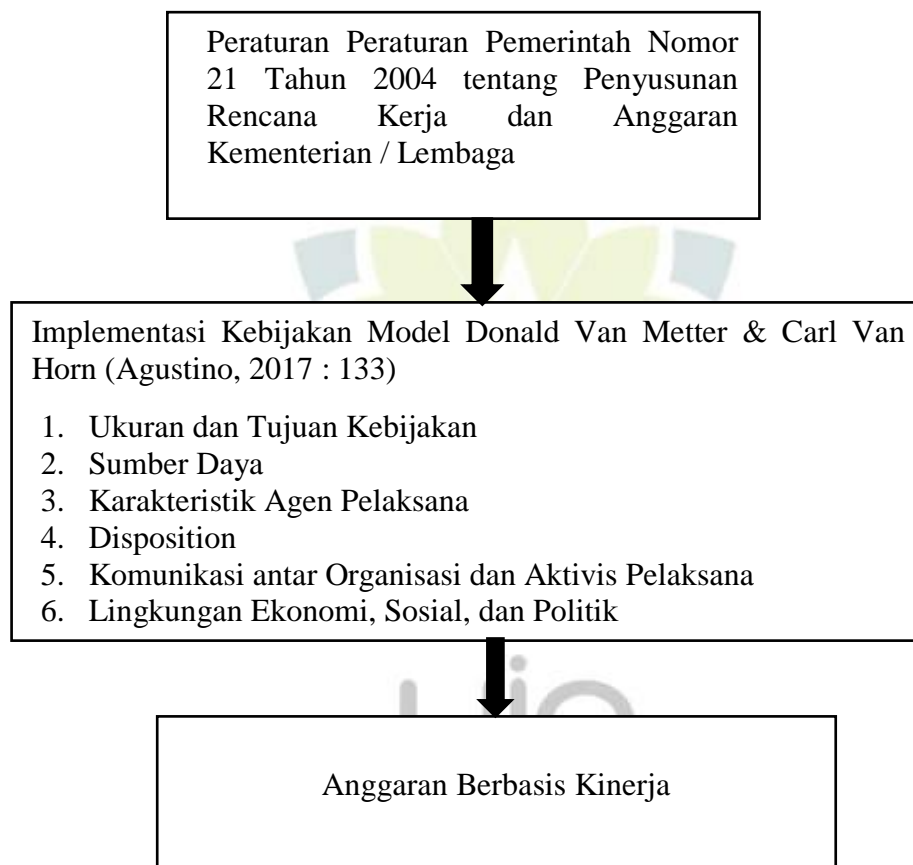 Peraturan Peraturan Pemerintah Nomor
21 Tahun 2004 tentang Penyusunan
Rencana Kerja dan Anggaran
Kementerian / Lembaga
Implementasi Kebijakan Model Donald Van Metter & Carl Van
Horn (Agustino, 2017 : 133)
1. Ukuran dan Tujuan Kebijakan
2. Sumber Daya
3. Karakteristik Agen Pelaksana
4. Disposition
5. Komunikasi antar Organisasi dan Aktivis Pelaksana
6. Lingkungan Ekonomi, Sosial, dan Politik
Anggaran Berbasis Kinerja